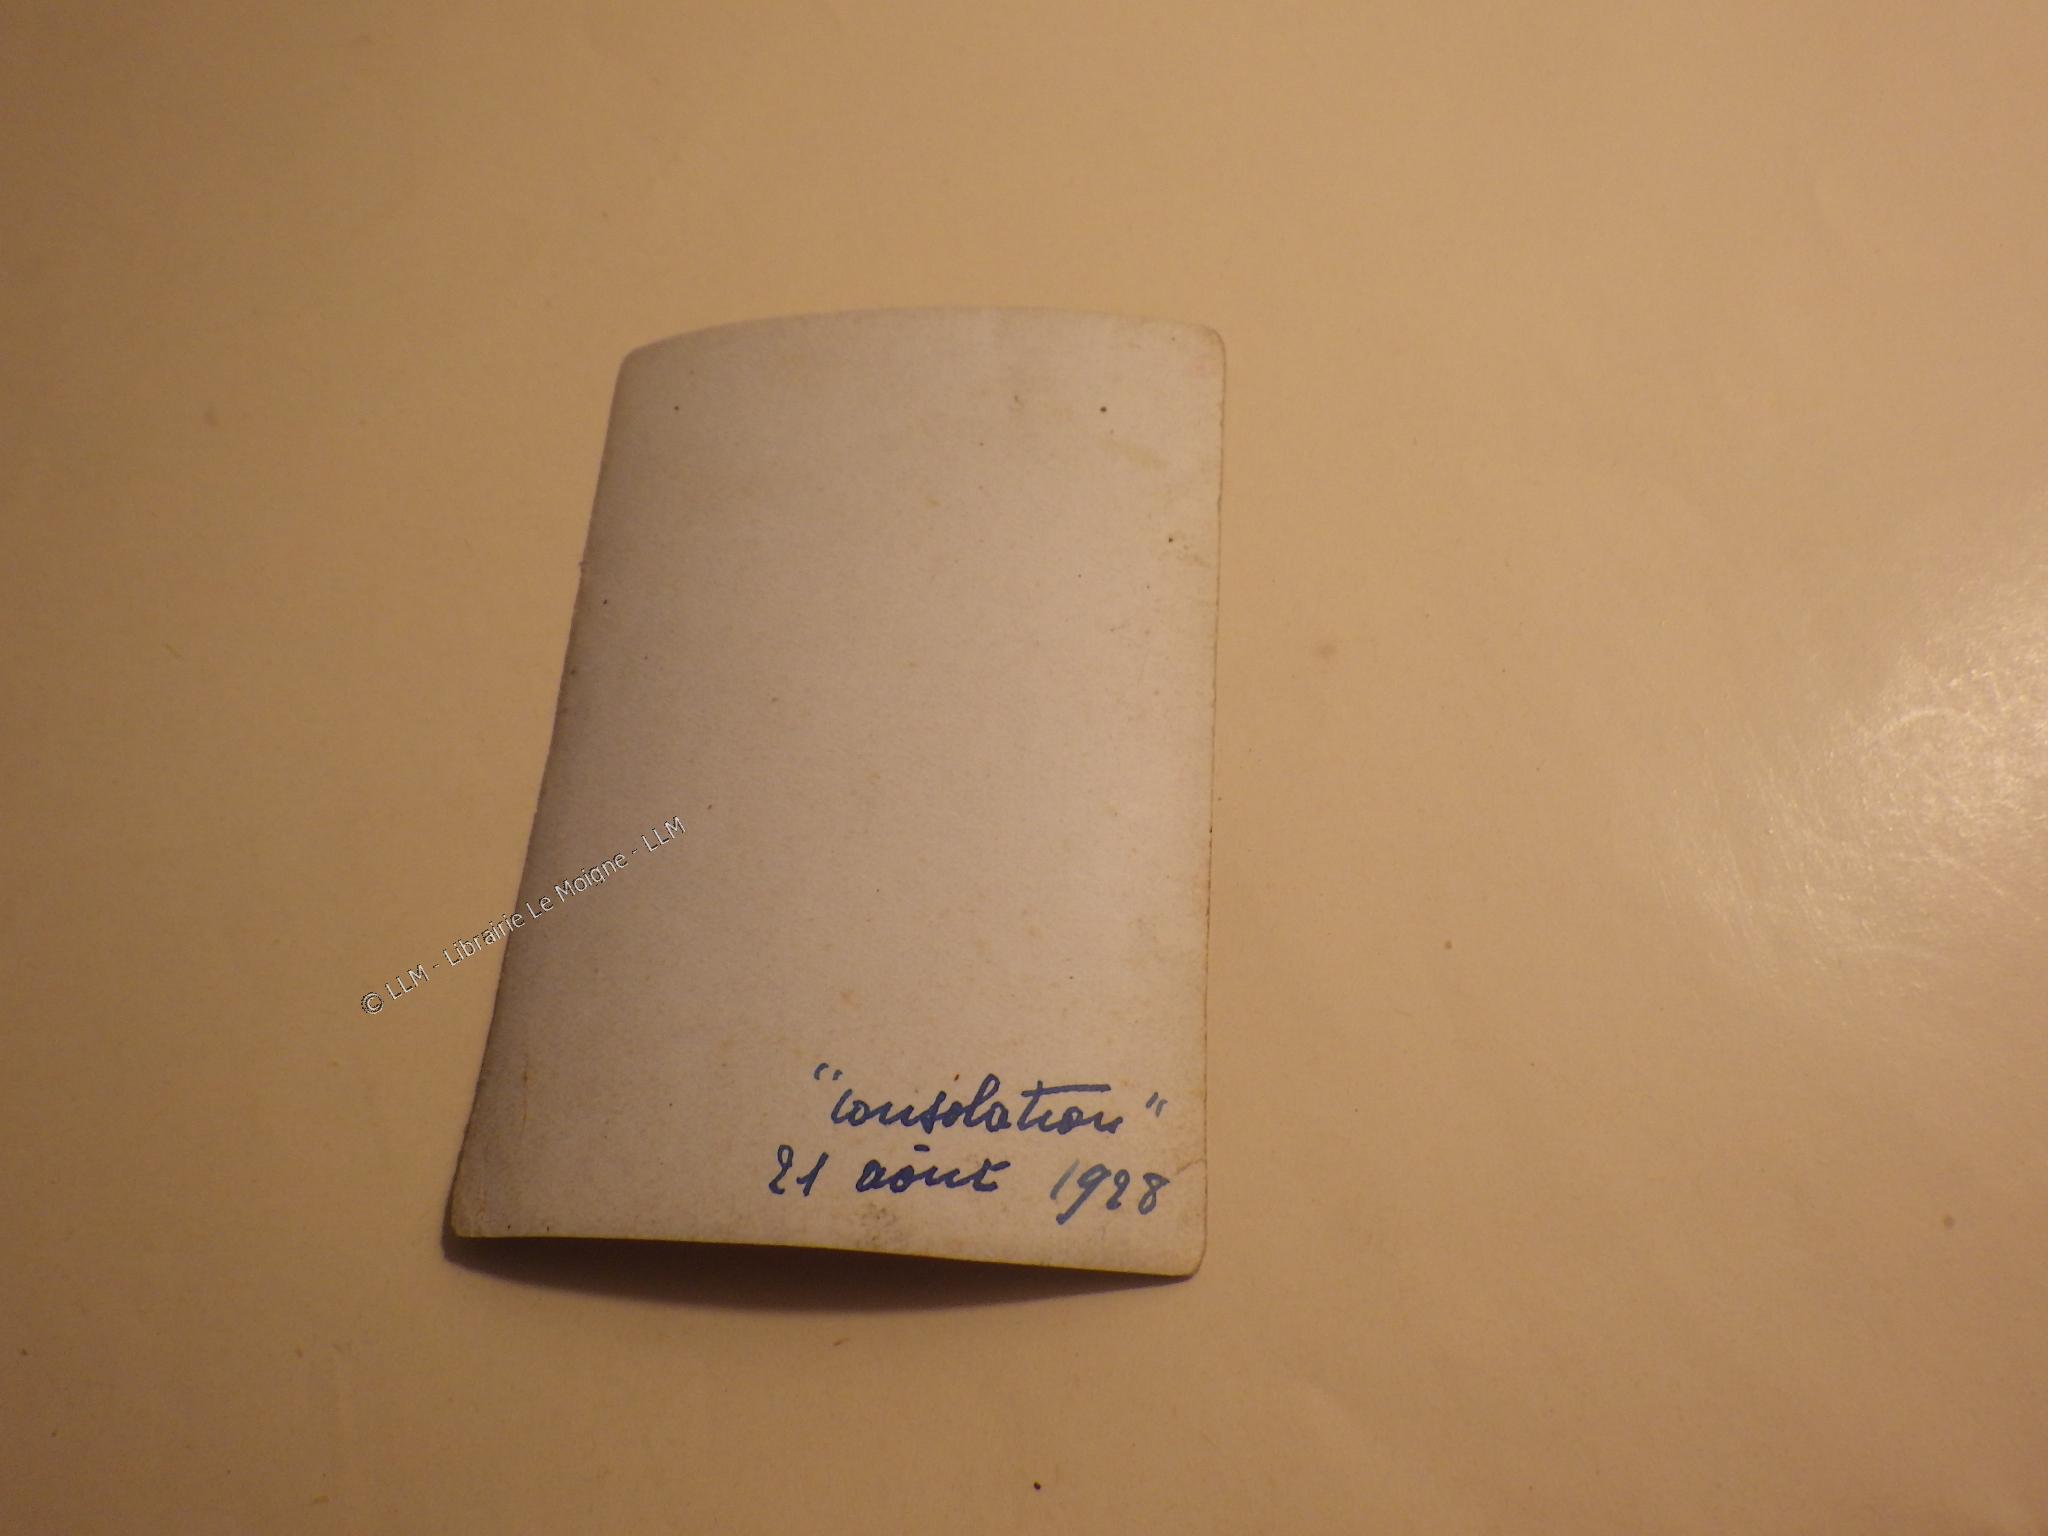 © LLM - Librairie Le Moigne - LLM
"consolation"
21 août 1928